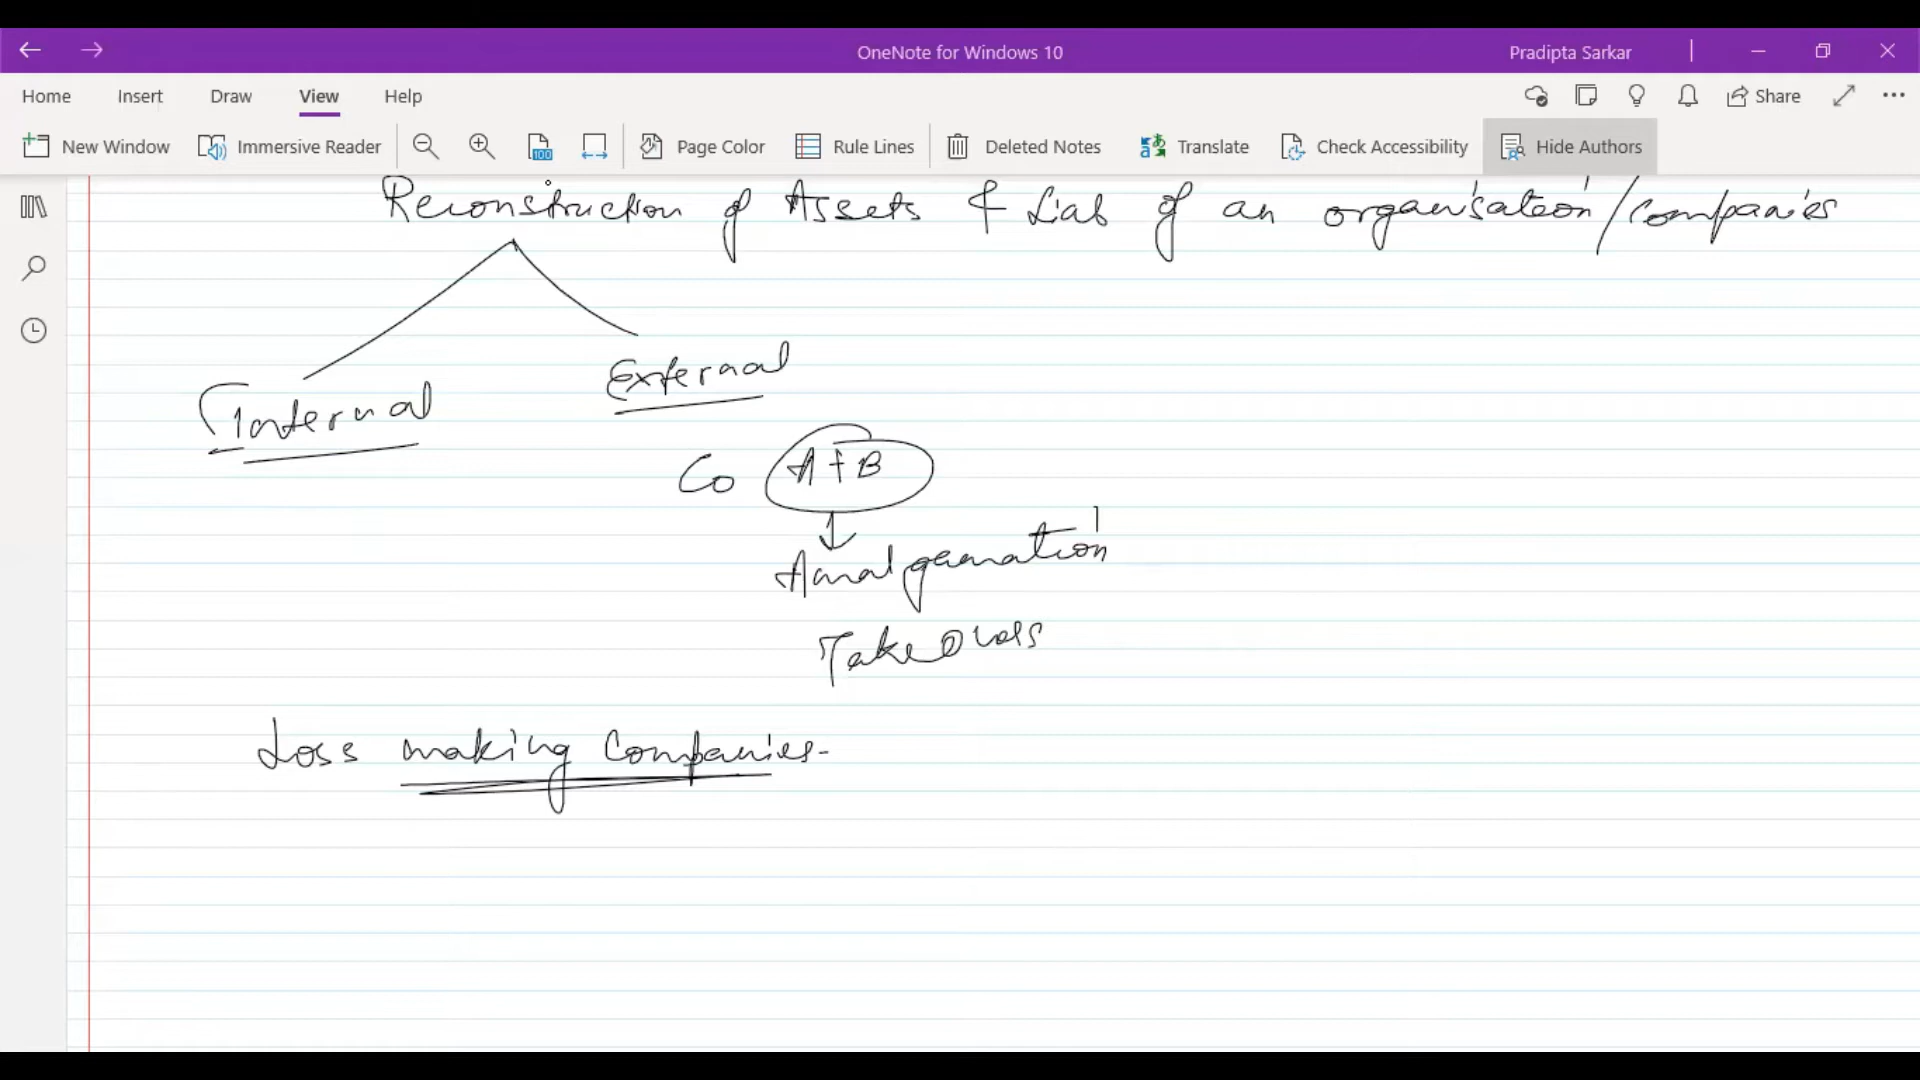 OneNote for Windows 10
Pradipta Sarkar
Home Insert Draw View Help
Share
New Window Immersive Reader 100 Page Color Rule Lines Deleted Notes Translate Check Accessibility Hide Authors
Reconstruction of Assets & Liab of an organisation/companies
Internal External
Co A + B
Amalgamation
Takeovers
Loss making Companies-